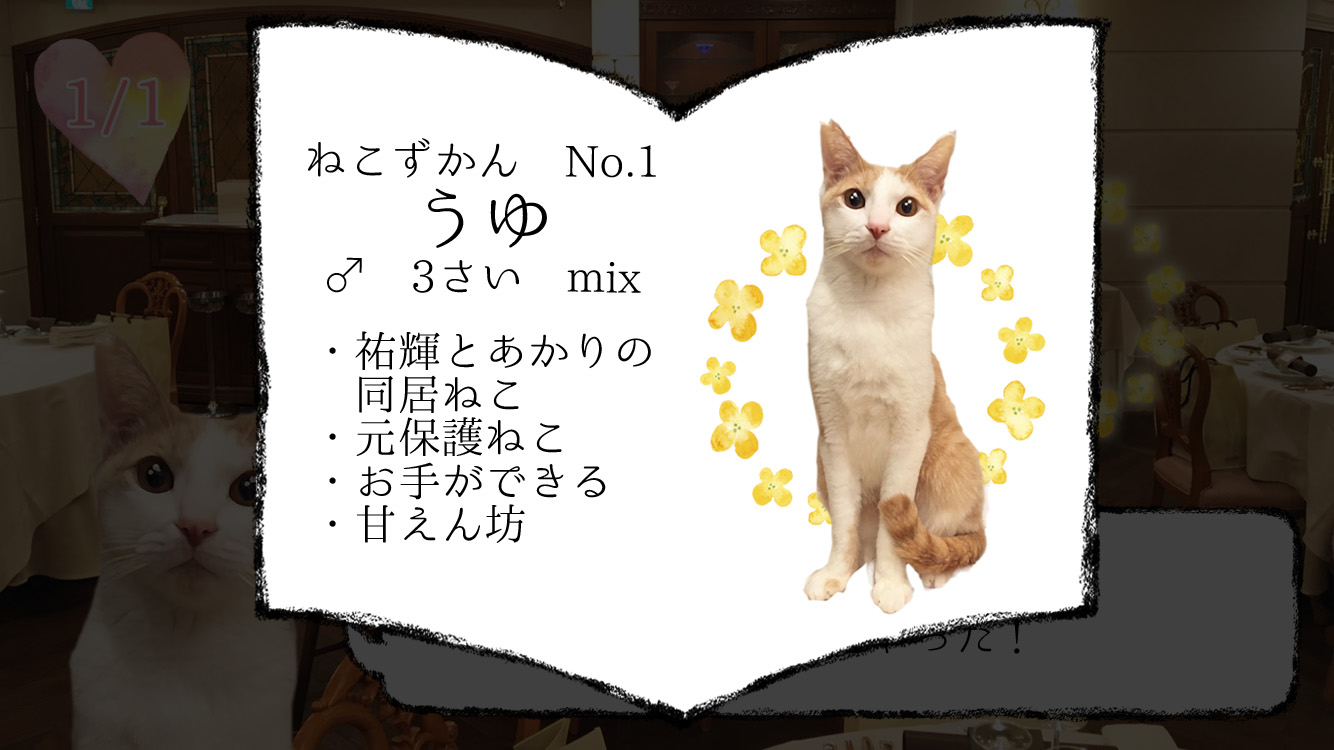 1/1
ねこずかん　No.1
うゆ
♂　3さい　mix
・祐輝とあかりの
同居ねこ
・元保護ねこ
・お手ができる
・甘えん坊
った！